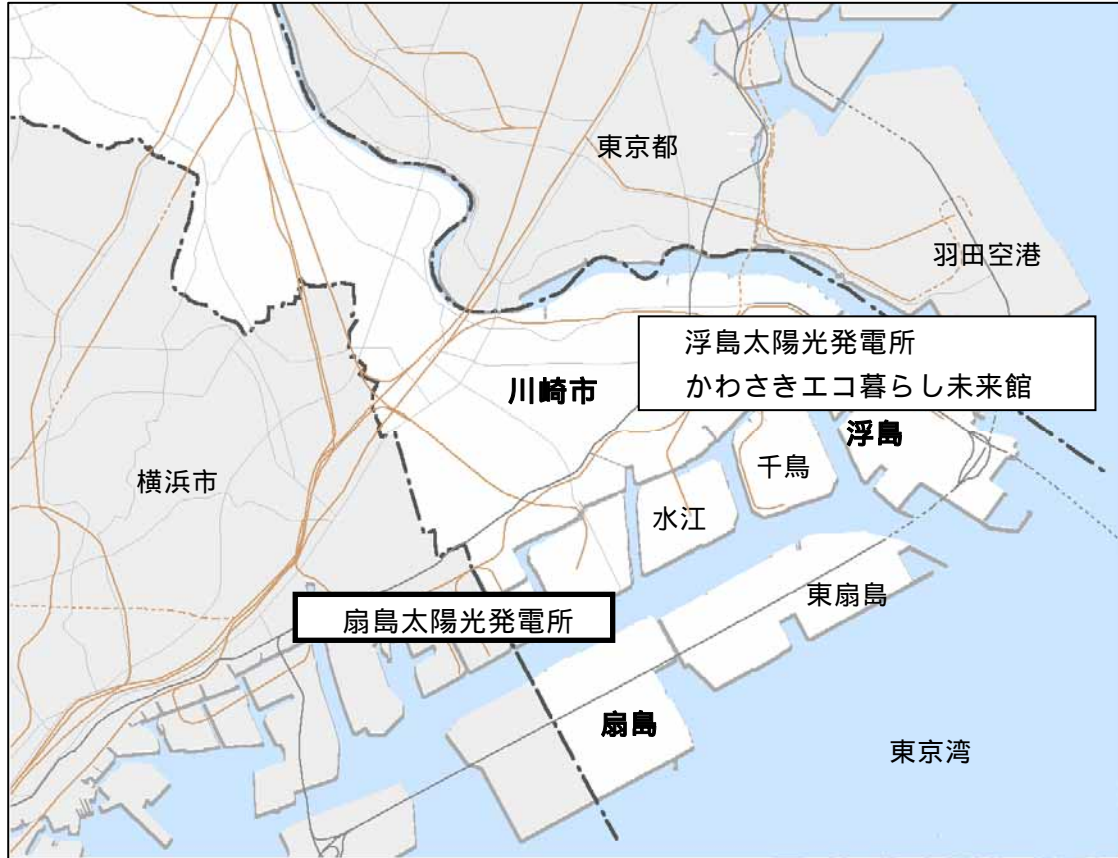 東京都
羽田空港
浮島太陽光発電所
かわさきエコ暮らし未来館
川崎市
浮島
千鳥
横浜市
水江
東扇島
扇島太陽光発電所
扇島
東京湾